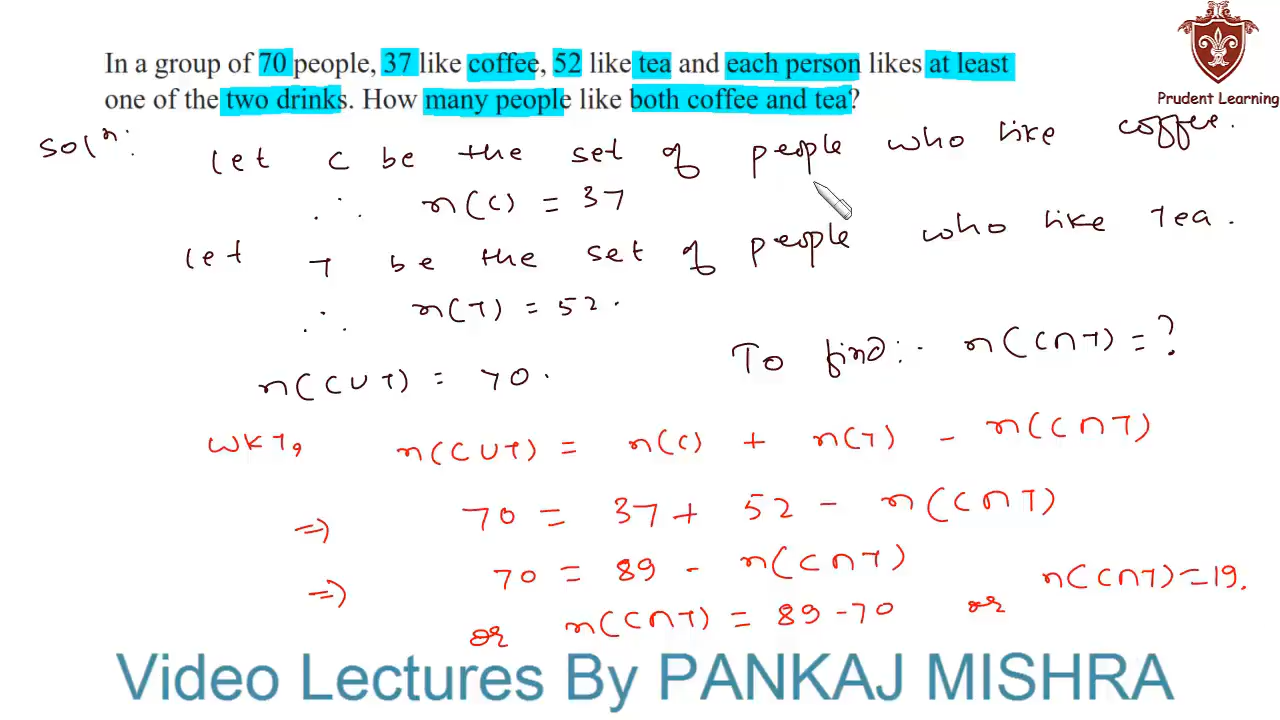 In a group of 70 people, 37 like coffee, 52 like tea and each person likes at least
one of the two drinks. How many people like both coffee and tea?
Prudent Learning
Solⁿ: Let C be the set of people who like coffee.
∴ n(C) = 37
Let T be the set of people who like Tea.
∴ n(T) = 52.
n(C∪T) = 70. To find:- n(C∩T) = ?
WKT, n(C∪T) = n(C) + n(T) - n(C∩T)
=> 70 = 37 + 52 - n(C∩T)
=> 70 = 89 - n(C∩T)
or n(C∩T) = 89 - 70 or n(C∩T) = 19.
Video Lectures By PANKAJ MISHRA